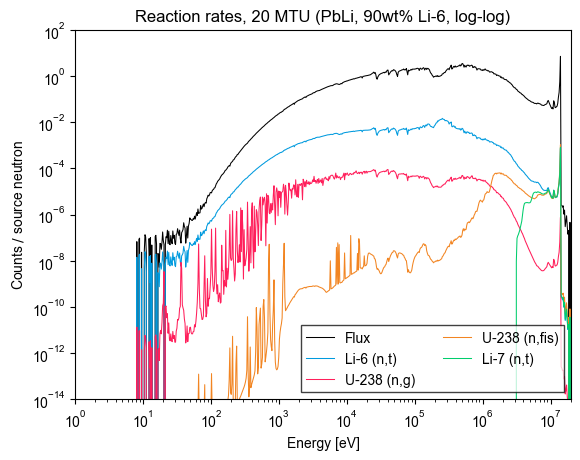 Reaction rates, 20 MTU (PbLi, 90wt% Li-6, log-log)
Counts / source neutron
10^2
10^0
10^−2
10^−4
10^−6
10^−8
10^−10
10^−12
10^−14
Flux
Li-6 (n,t)
U-238 (n,g)
U-238 (n,fis)
Li-7 (n,t)
10^0 10^1 10^2 10^3 10^4 10^5 10^6 10^7
Energy [eV]